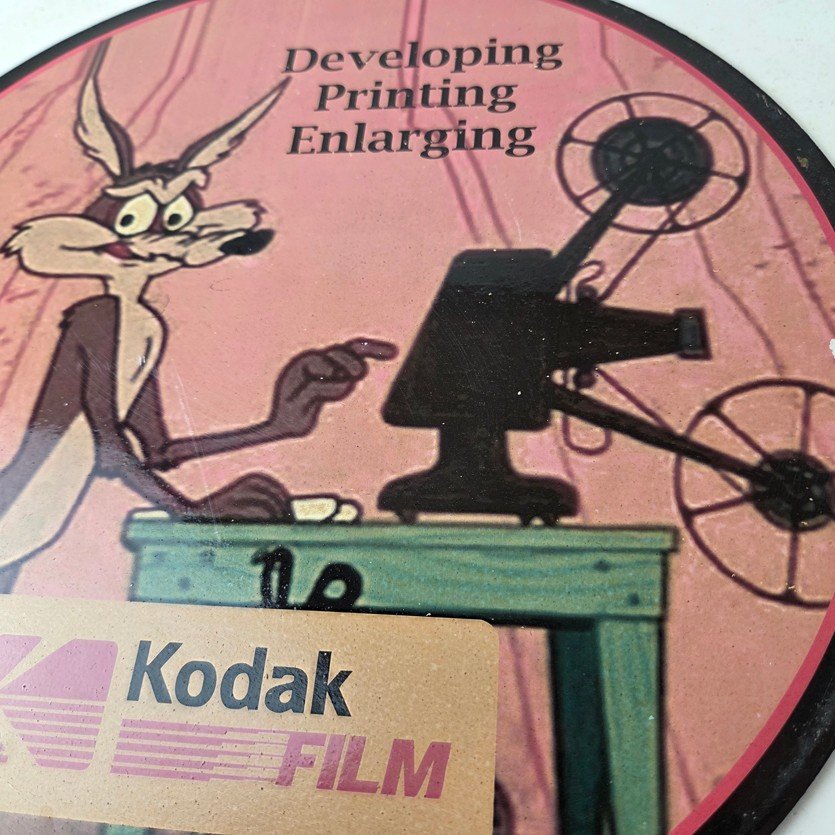 Developing
Printing
Enlarging
Kodak
FILM